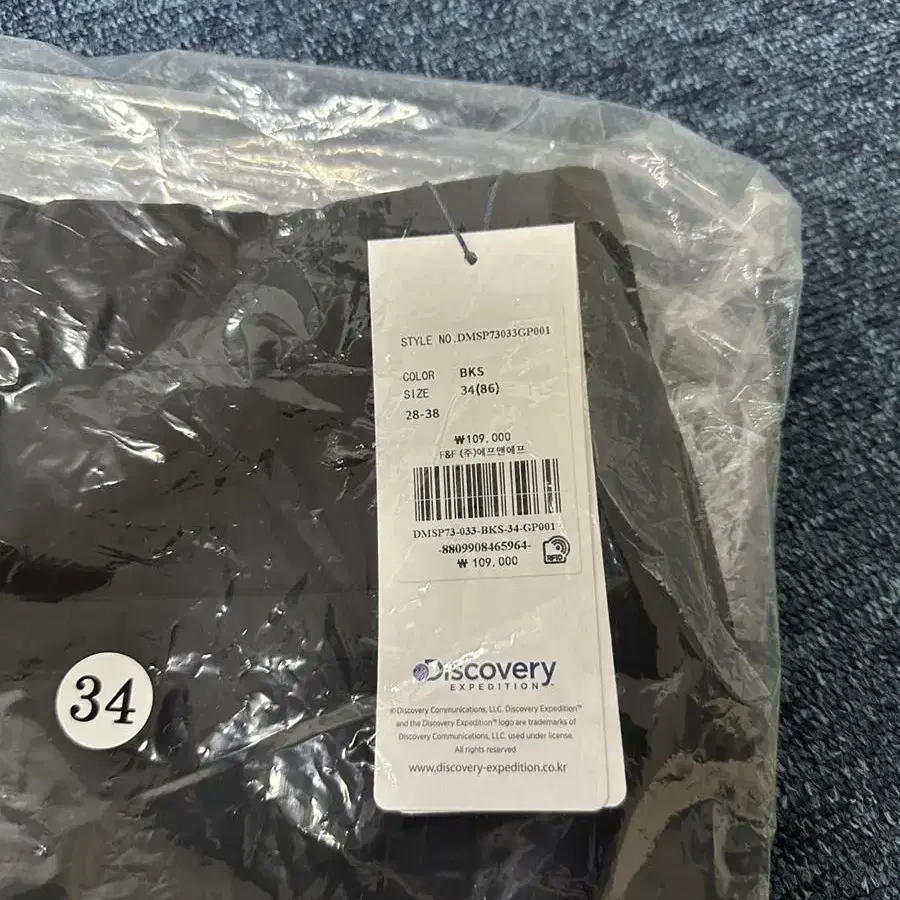 STYLE NO.DMSP73033GP001
COLOR BKS
SIZE 34(86)
28-38
₩109,000
F&F (주)에프앤에프
DMSP73-033-BKS-34-GP001
-8809908465964-
RFID
₩ 109,000
34
Discovery
EXPEDITION™
©Discovery Communications, LLC. Discovery Expedition™
and the Discovery Expedition™ logo are trademarks of
Discovery Communications, LLC. used under license.
All rights reserved
www.discovery-expedition.co.kr